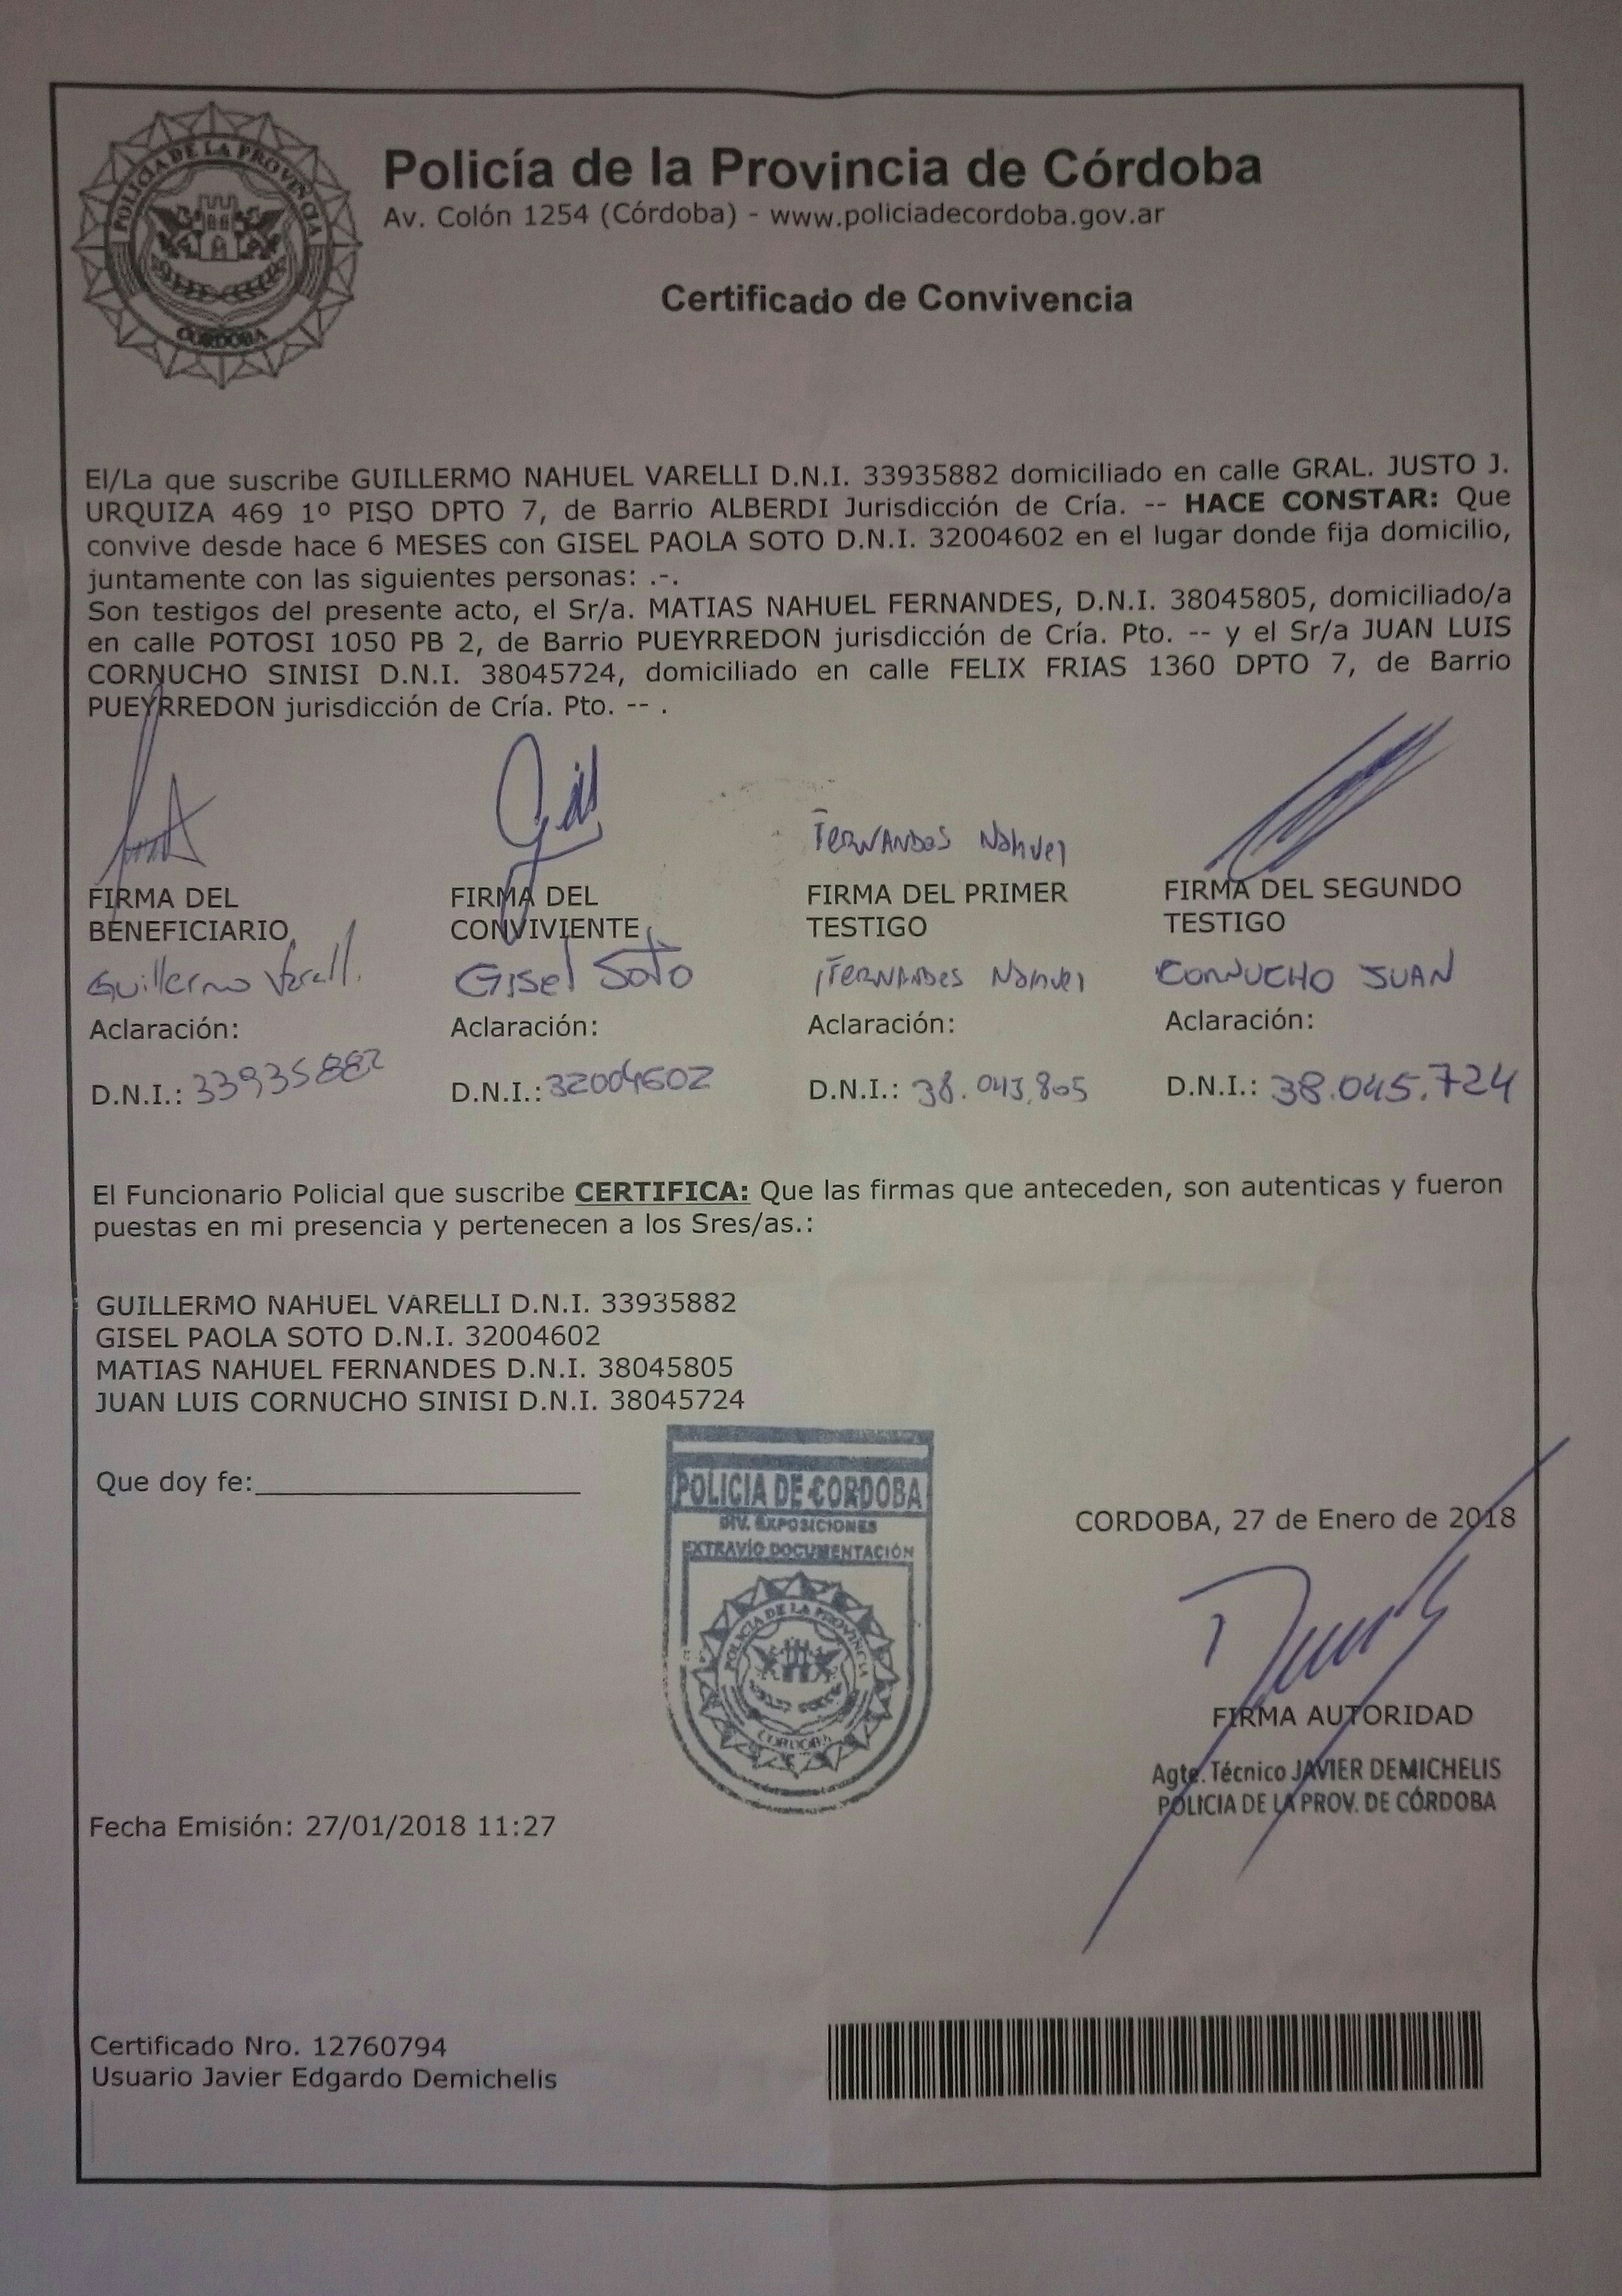 POLICIA DE LA PROVINCIA
CORDOBA
Policía de la Provincia de Córdoba
Av. Colón 1254 (Córdoba) - www.policiadecordoba.gov.ar
Certificado de Convivencia
El/La que suscribe GUILLERMO NAHUEL VARELLI D.N.I. 33935882 domiciliado en calle GRAL. JUSTO J.
URQUIZA 469 1º PISO DPTO 7, de Barrio ALBERDI Jurisdicción de Cría. -- HACE CONSTAR: Que
convive desde hace 6 MESES con GISEL PAOLA SOTO D.N.I. 32004602 en el lugar donde fija domicilio,
juntamente con las siguientes personas: .-.
Son testigos del presente acto, el Sr/a. MATIAS NAHUEL FERNANDES, D.N.I. 38045805, domiciliado/a
en calle POTOSI 1050 PB 2, de Barrio PUEYRREDON jurisdicción de Cría. Pto. -- y el Sr/a JUAN LUIS
CORNUCHO SINISI D.N.I. 38045724, domiciliado en calle FELIX FRIAS 1360 DPTO 7, de Barrio
PUEYRREDON jurisdicción de Cría. Pto. -- .
FERNANDES Nahuel
FIRMA DEL FIRMA DEL FIRMA DEL PRIMER FIRMA DEL SEGUNDO
BENEFICIARIO CONVIVIENTE TESTIGO TESTIGO
Guillermo Varelli Gisel Soto FERNANDES Nahuel CORNUCHO JUAN
Aclaración: Aclaración: Aclaración: Aclaración:
D.N.I.: 33935882 D.N.I.: 32004602 D.N.I.: 38.043.805 D.N.I.: 38.045.724
El Funcionario Policial que suscribe CERTIFICA: Que las firmas que anteceden, son autenticas y fueron
puestas en mi presencia y pertenecen a los Sres/as.:
GUILLERMO NAHUEL VARELLI D.N.I. 33935882
GISEL PAOLA SOTO D.N.I. 32004602
MATIAS NAHUEL FERNANDES D.N.I. 38045805
JUAN LUIS CORNUCHO SINISI D.N.I. 38045724
Que doy fe:
POLICIA DE CORDOBA
DIV. EXPOSICIONES
EXTRAVÍO DOCUMENTACIÓN
POLICIA DE LA PROVINCIA
CORDOBA
CORDOBA, 27 de Enero de 2018
FIRMA AUTORIDAD
Agte. Técnico JAVIER DEMICHELIS
POLICIA DE LA PROV. DE CÓRDOBA
Fecha Emisión: 27/01/2018 11:27
Certificado Nro. 12760794
Usuario Javier Edgardo Demichelis